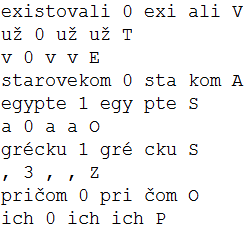 existovali 0 exi ali V
už 0 už už T
v 0 v v E
starovekom 0 sta kom A
egypte 1 egy pte S
a 0 a a O
grécku 1 gré cku S
, 3 , , Z
pričom 0 pri čom O
ich 0 ich ich P